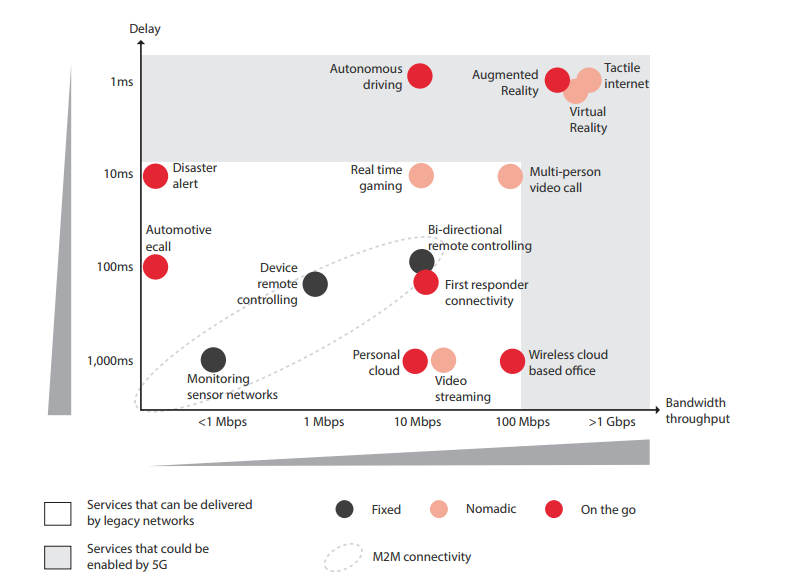 Delay
1ms
Autonomous
driving
Augmented
Reality
Tactile
internet
Virtual
Reality
10ms
Disaster
alert
Real time
gaming
Multi-person
video call
Automotive
ecall
Bi-directional
remote controlling
100ms
Device
remote
controlling
First responder
connectivity
1,000ms
Monitoring
sensor networks
Personal
cloud
Video
streaming
Wireless cloud
based office
Bandwidth
throughput
<1 Mbps
1 Mbps
10 Mbps
100 Mbps
>1 Gbps
Services that can be delivered
by legacy networks
Fixed
Nomadic
On the go
Services that could be
enabled by 5G
M2M connectivity